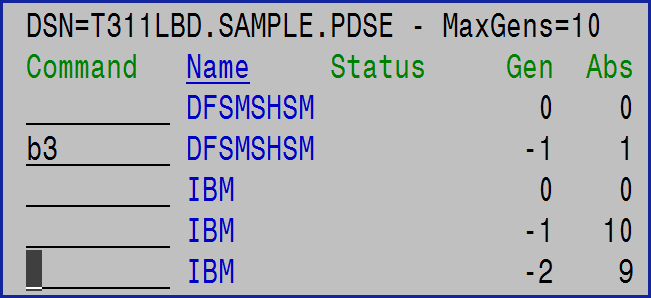 DSN=T311LBD.SAMPLE.PDSE - MaxGens=10
Command Name Status Gen Abs
DFSMSHSM 0 0
b3 DFSMSHSM -1 1
IBM 0 0
IBM -1 10
IBM -2 9